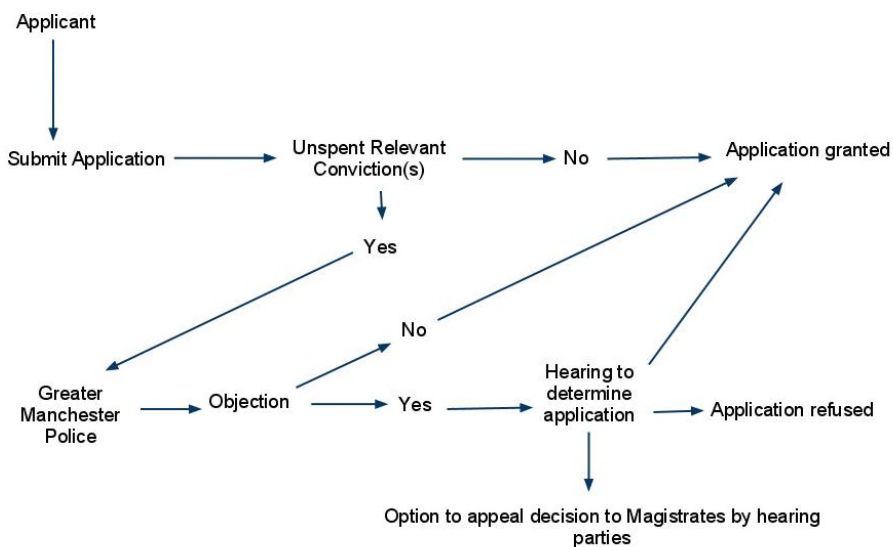 Applicant
Submit Application
Unspent Relevant
Conviction(s)
No
Application granted
Yes
No
Greater
Manchester
Police
Objection
Yes
Hearing to
determine
application
Application refused
Option to appeal decision to Magistrates by hearing
parties